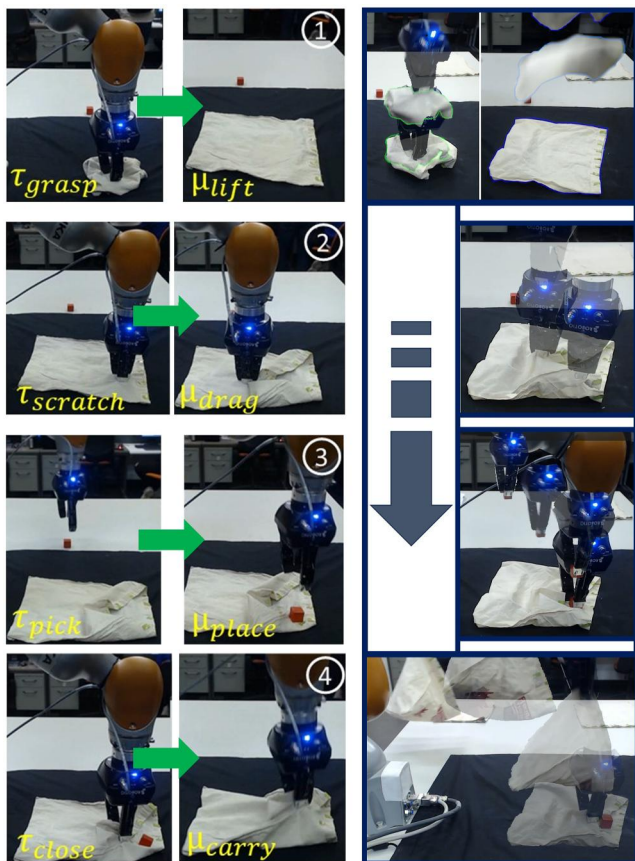 1
τgrasp
μlift
2
τscratch
μdrag
3
τpick
μplace
4
τclose
μcarry